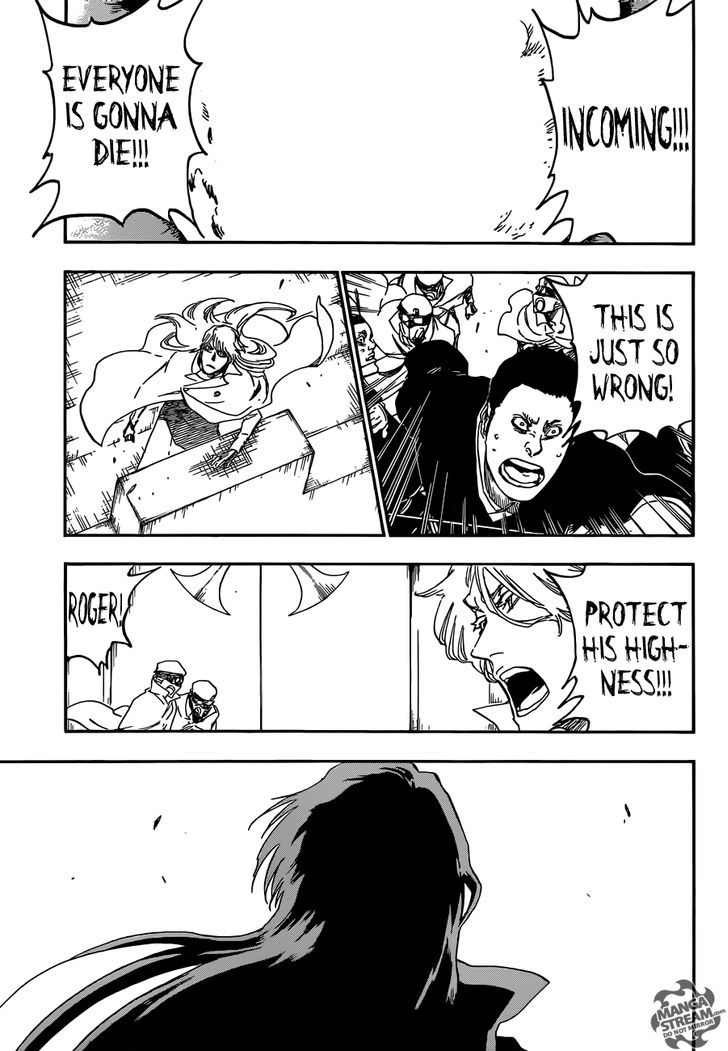 INCOMING!!!
EVERYONE
IS GONNA
DIE!!!
THIS IS
JUST SO
WRONG!
PROTECT
HIS HIGH-
NESS!!!
ROGER!
MANGA
STREAM.com
DO NOT MIRROR!